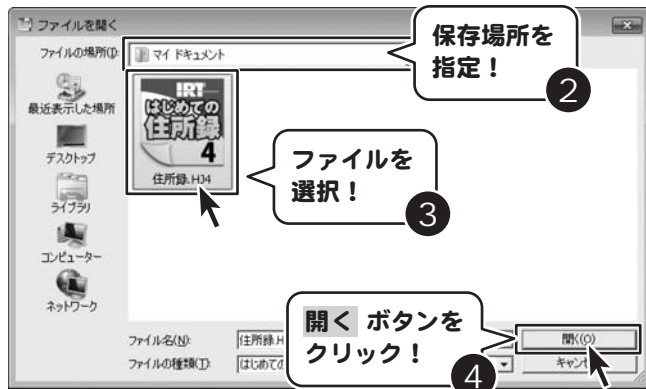 ファイルを開く
ファイルの場所(I):
マイ ドキュメント
保存場所を
指定！
2
最近表示した場所
デスクトップ
ライブラリ
コンピューター
ネットワーク
IRT
はじめての
住所録
4
住所録.HJ4
ファイルを
選択！
3
開く ボタンを
クリック！
4
ファイル名(N):
住所録.H
開く(O)
ファイルの種類(T):
はじめての
キャン